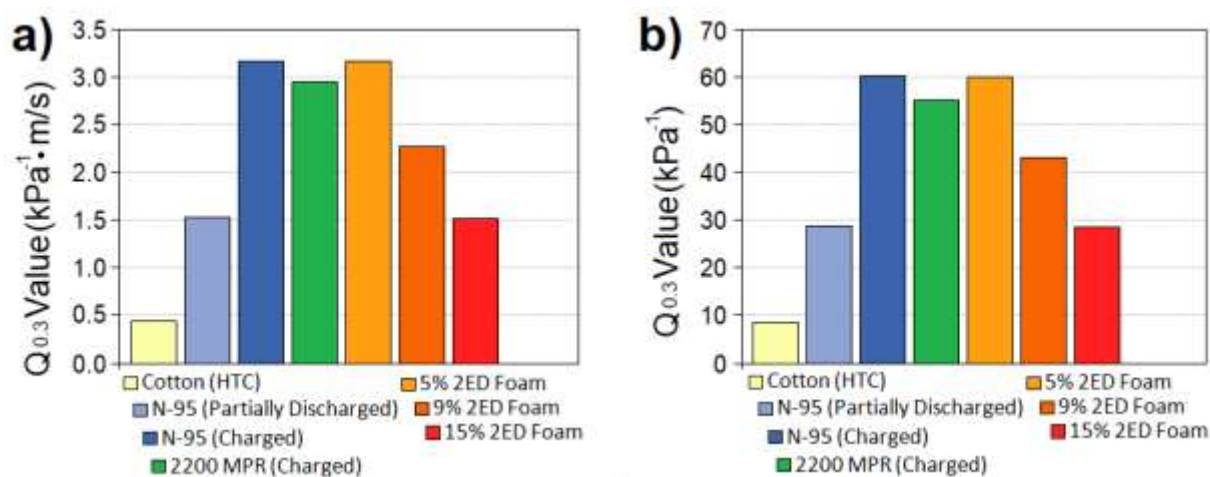 a)
Q0.3 Value(kPa-1·m/s)
3.5
3.0
2.5
2.0
1.5
1.0
0.5
0.0
Cotton (HTC)
N-95 (Partially Discharged)
N-95 (Charged)
2200 MPR (Charged)
5% 2ED Foam
9% 2ED Foam
15% 2ED Foam
b)
Q0.3 Value(kPa-1)
70
60
50
40
30
20
10
0
Cotton (HTC)
N-95 (Partially Discharged)
N-95 (Charged)
2200 MPR (Charged)
5% 2ED Foam
9% 2ED Foam
15% 2ED Foam